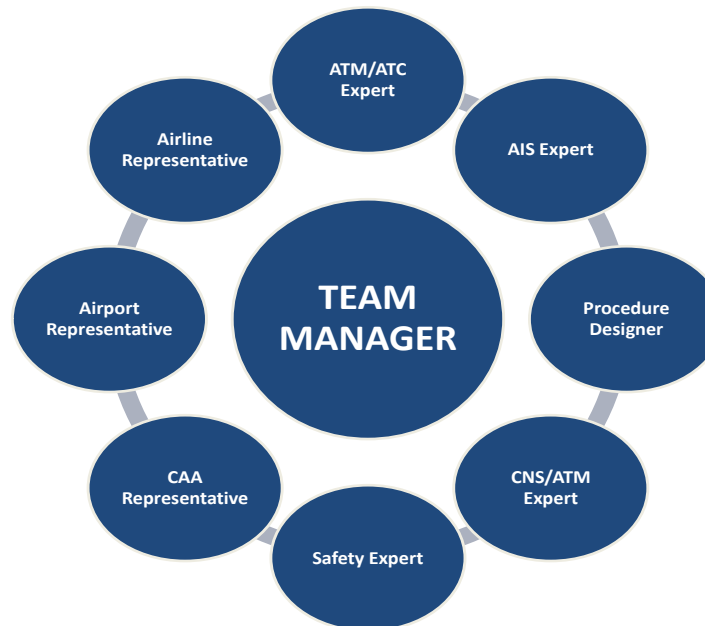 ATM/ATC
Expert
AIS Expert
Procedure
Designer
CNS/ATM
Expert
Safety Expert
CAA
Representative
Airport
Representative
Airline
Representative
TEAM
MANAGER